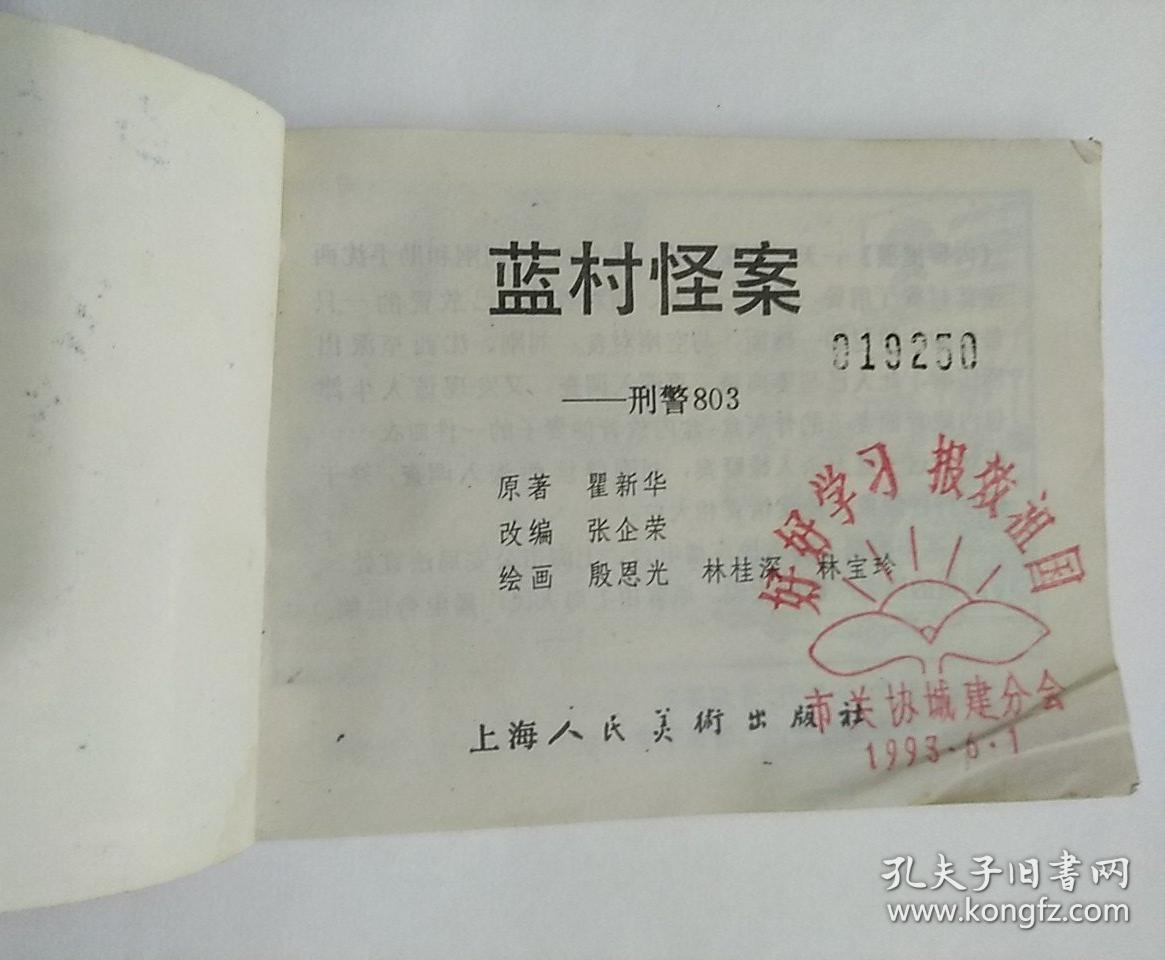 蓝村怪案
019250
——刑警803
原著 瞿新华
改编 张企荣
绘画 殷恩光 林桂深 林宝珍
好好学习 报效祖国
上海人民美術出版社
市关协城建分会
1993·6·1
孔夫子旧书网
www.kongfz.com